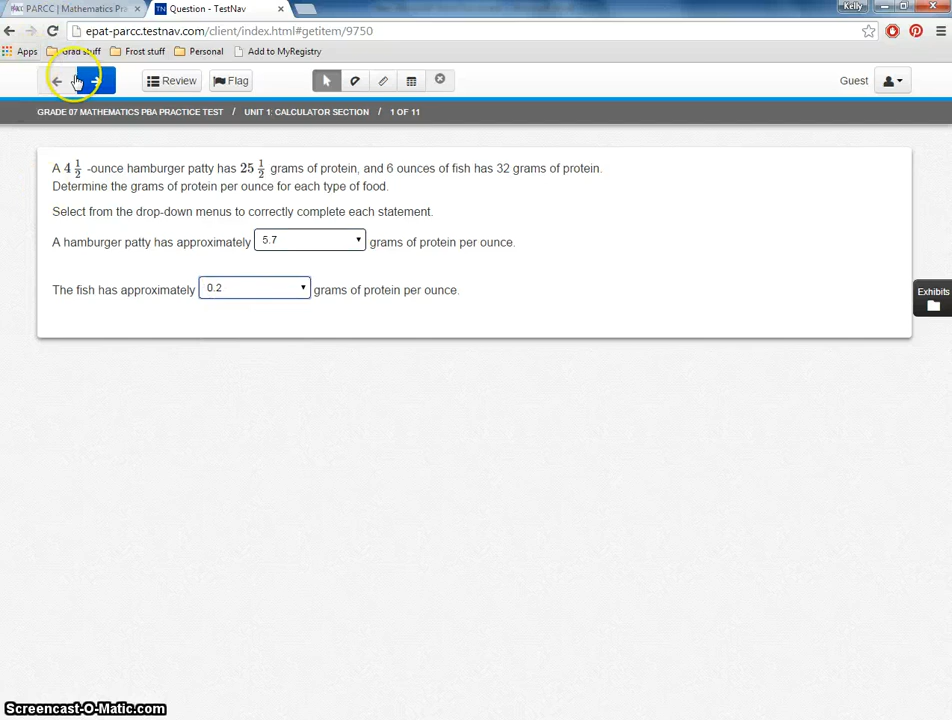 PARCC | Mathematics Pra
Question - TestNav
Kelly
epat-parcc.testnav.com/client/index.html#getitem/9750
Apps Grad stuff Frost stuff Personal Add to MyRegistry
Review Flag Guest
GRADE 07 MATHEMATICS PBA PRACTICE TEST / UNIT 1: CALCULATOR SECTION / 1 OF 11
A 4 1/2 -ounce hamburger patty has 25 1/2 grams of protein, and 6 ounces of fish has 32 grams of protein.
Determine the grams of protein per ounce for each type of food.
Select from the drop-down menus to correctly complete each statement.
A hamburger patty has approximately 5.7 grams of protein per ounce.
The fish has approximately 0.2 grams of protein per ounce.
Exhibits
Screencast-O-Matic.com